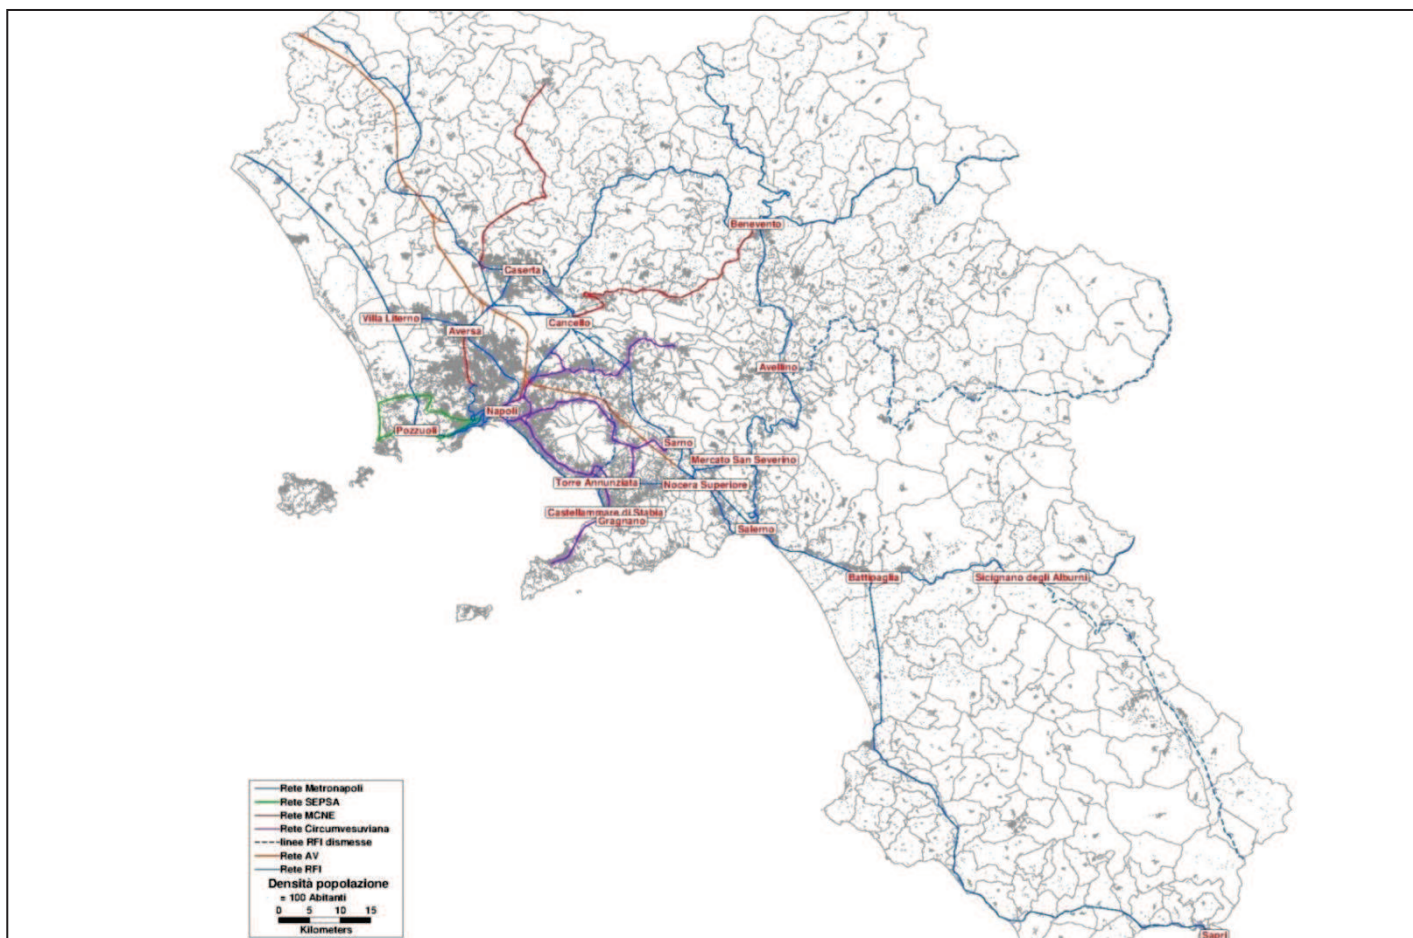 Benevento
Caserta
Villa Literno
Cancello
Aversa
Avellino
Napoli
Pozzuoli
Sarno
Mercato San Severino
Torre Annunziata
Nocera Superiore
Castellammare di Stabia
Gragnano
Salerno
Battipaglia
Sicignano degli Alburni
Rete Metronapoli
Rete SEPSA
Rete MCNE
Rete Circumvesuviana
linee RFI dismesse
Rete AV
Rete RFI
Densità popolazione
= 100 Abitanti
0 5 10 15
Kilometers
Sapri